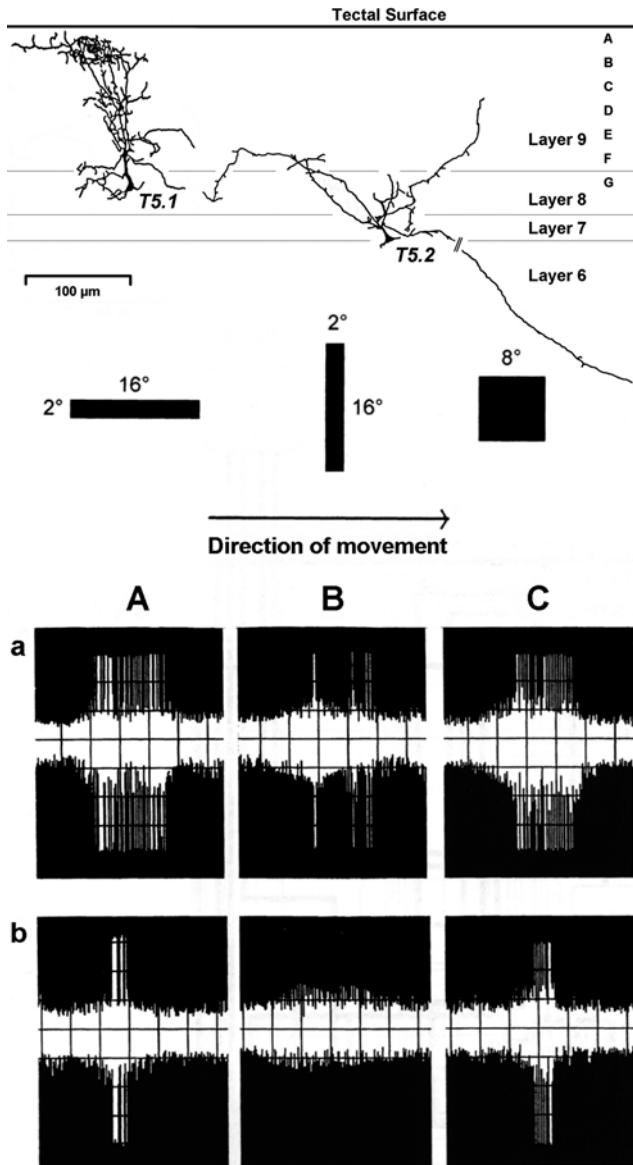 Tectal Surface
A
B
C
D
E
F
G
Layer 9
Layer 8
Layer 7
Layer 6
T5.1
T5.2
100 µm
2°
16°
2°
16°
8°
Direction of movement
A B C
a
b